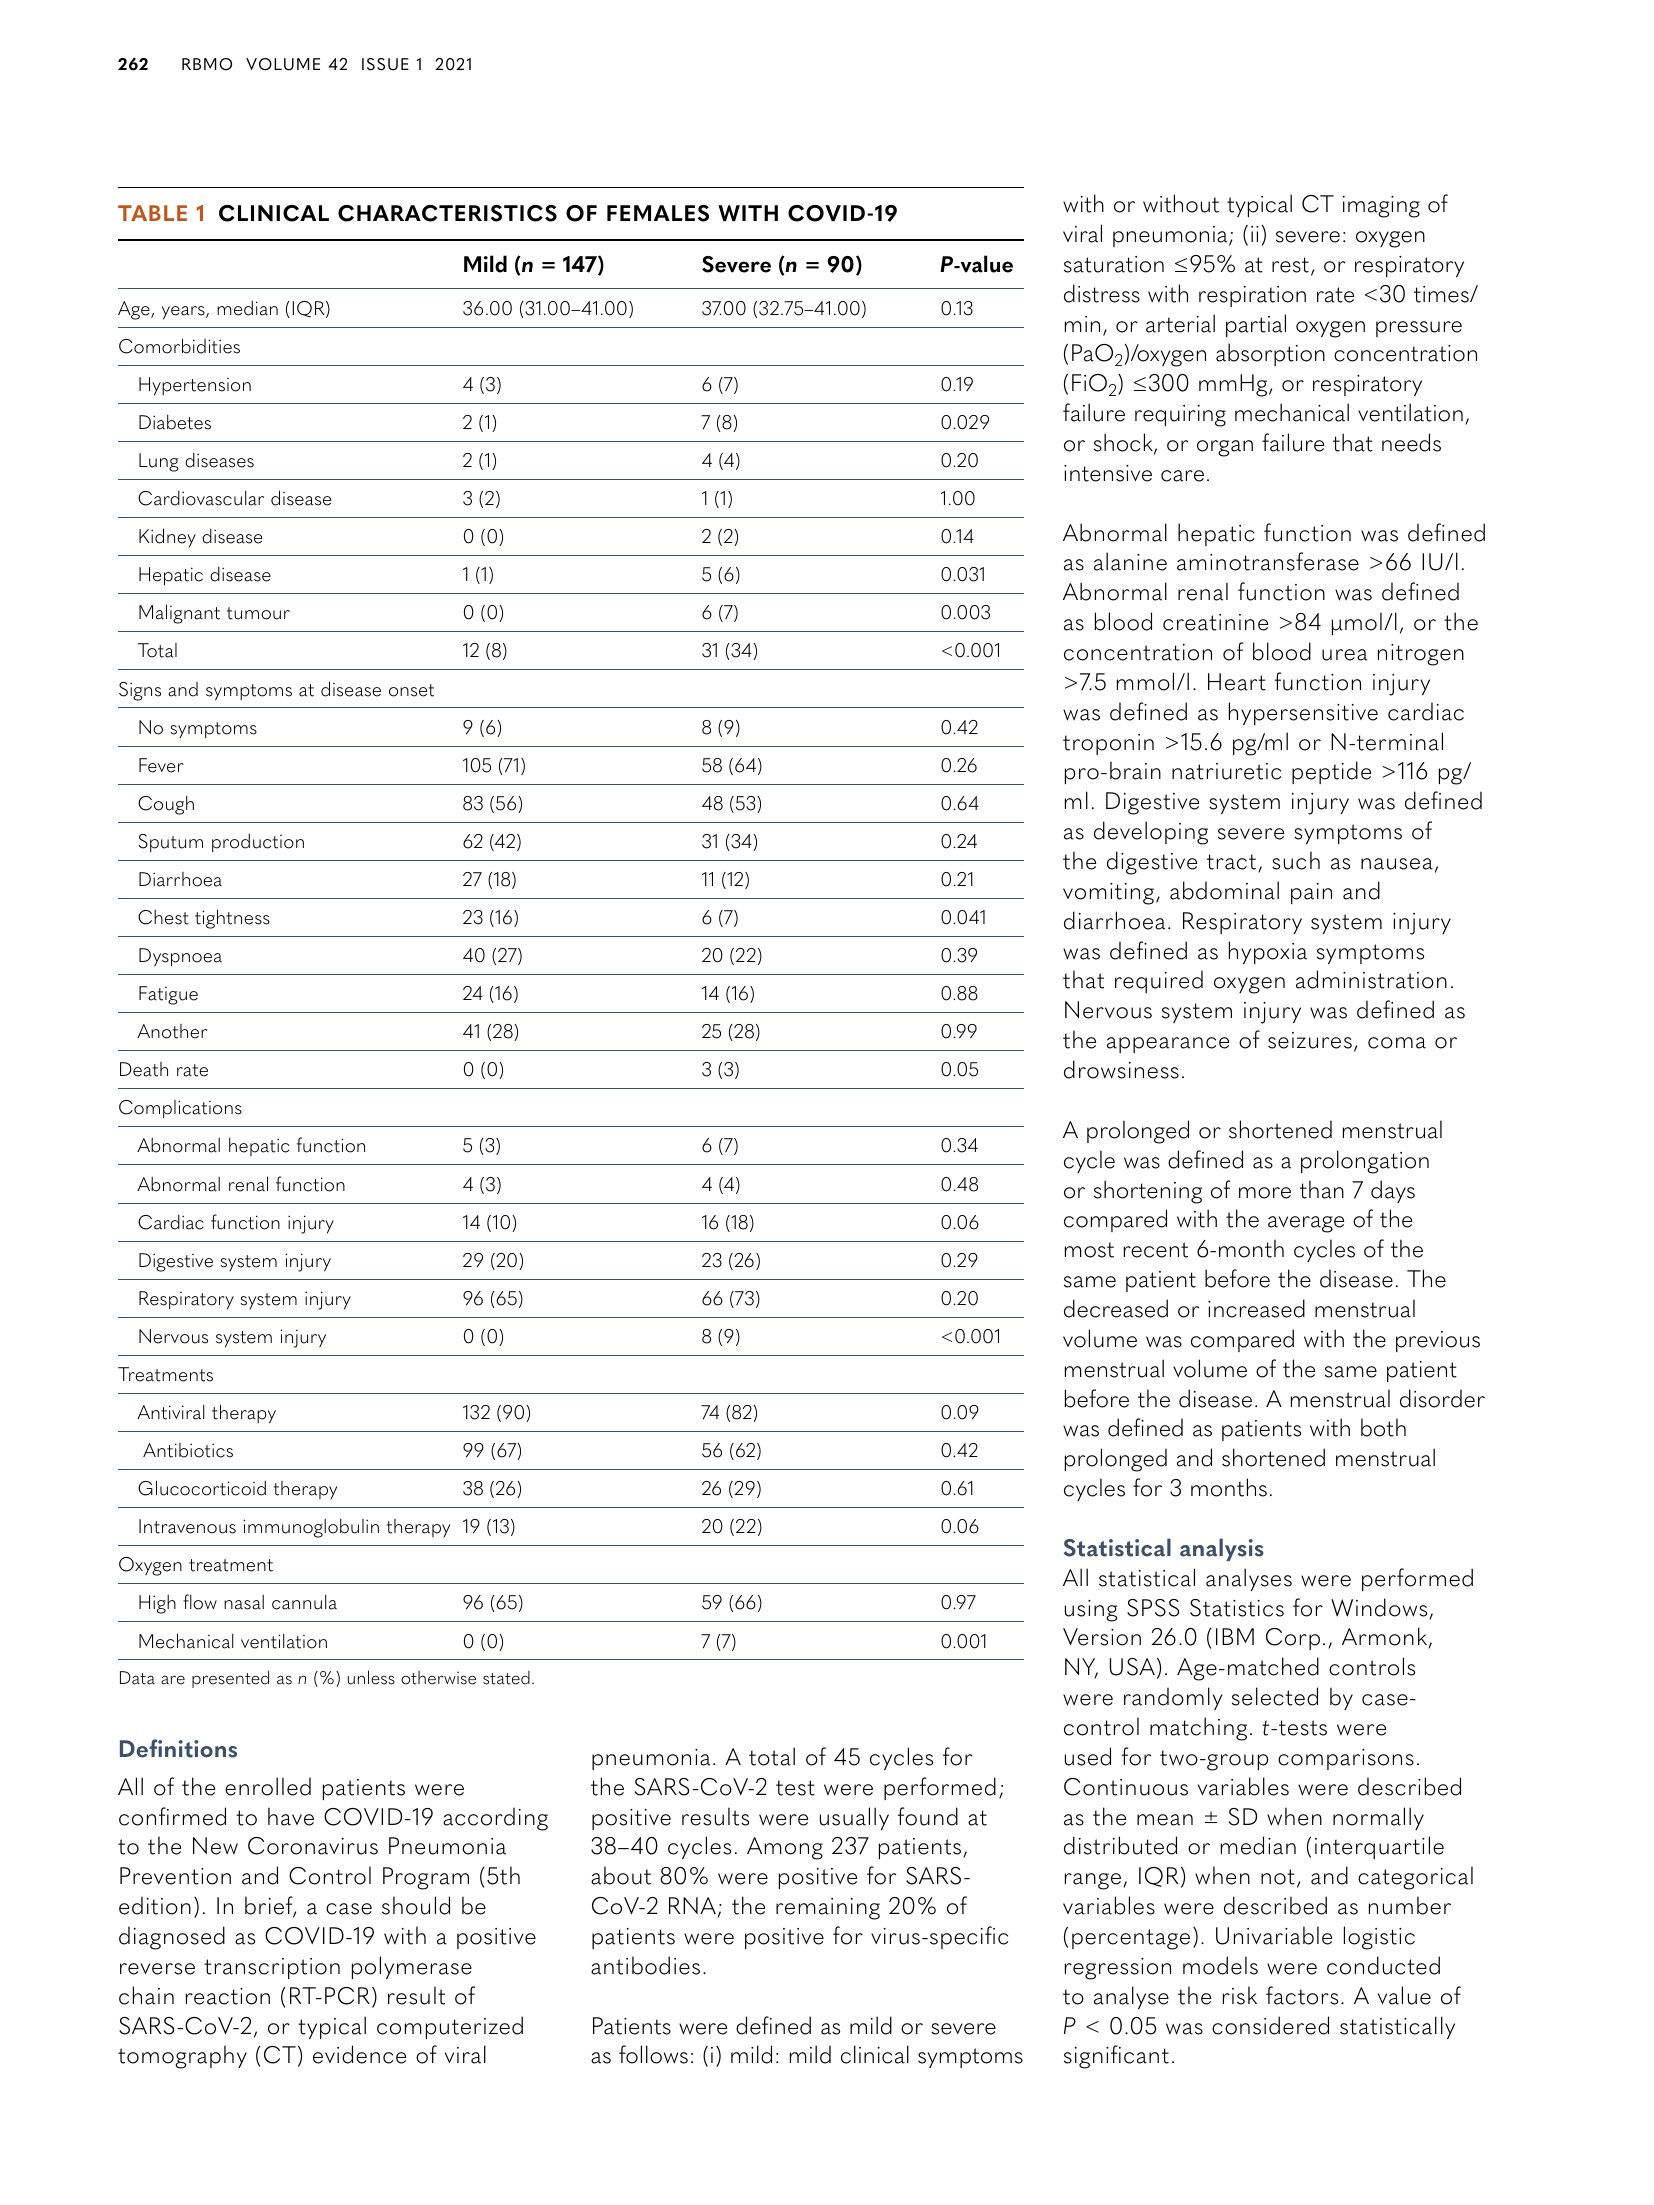 262 RBMO VOLUME 42 ISSUE 1 2021
TABLE 1 CLINICAL CHARACTERISTICS OF FEMALES WITH COVID-19
Mild (n = 147) Severe (n = 90) P-value
Age, years, median (IQR) 36.00 (31.00–41.00) 37.00 (32.75–41.00) 0.13
Comorbidities
Hypertension 4 (3) 6 (7) 0.19
Diabetes 2 (1) 7 (8) 0.029
Lung diseases 2 (1) 4 (4) 0.20
Cardiovascular disease 3 (2) 1 (1) 1.00
Kidney disease 0 (0) 2 (2) 0.14
Hepatic disease 1 (1) 5 (6) 0.031
Malignant tumour 0 (0) 6 (7) 0.003
Total 12 (8) 31 (34) <0.001
Signs and symptoms at disease onset
No symptoms 9 (6) 8 (9) 0.42
Fever 105 (71) 58 (64) 0.26
Cough 83 (56) 48 (53) 0.64
Sputum production 62 (42) 31 (34) 0.24
Diarrhoea 27 (18) 11 (12) 0.21
Chest tightness 23 (16) 6 (7) 0.041
Dyspnoea 40 (27) 20 (22) 0.39
Fatigue 24 (16) 14 (16) 0.88
Another 41 (28) 25 (28) 0.99
Death rate 0 (0) 3 (3) 0.05
Complications
Abnormal hepatic function 5 (3) 6 (7) 0.34
Abnormal renal function 4 (3) 4 (4) 0.48
Cardiac function injury 14 (10) 16 (18) 0.06
Digestive system injury 29 (20) 23 (26) 0.29
Respiratory system injury 96 (65) 66 (73) 0.20
Nervous system injury 0 (0) 8 (9) <0.001
Treatments
Antiviral therapy 132 (90) 74 (82) 0.09
Antibiotics 99 (67) 56 (62) 0.42
Glucocorticoid therapy 38 (26) 26 (29) 0.61
Intravenous immunoglobulin therapy 19 (13) 20 (22) 0.06
Oxygen treatment
High flow nasal cannula 96 (65) 59 (66) 0.97
Mechanical ventilation 0 (0) 7 (7) 0.001
Data are presented as n (%) unless otherwise stated.
Definitions
All of the enrolled patients were
confirmed to have COVID-19 according
to the New Coronavirus Pneumonia
Prevention and Control Program (5th
edition). In brief, a case should be
diagnosed as COVID-19 with a positive
reverse transcription polymerase
chain reaction (RT-PCR) result of
SARS-CoV-2, or typical computerized
tomography (CT) evidence of viral
pneumonia. A total of 45 cycles for
the SARS-CoV-2 test were performed;
positive results were usually found at
38–40 cycles. Among 237 patients,
about 80% were positive for SARS-
CoV-2 RNA; the remaining 20% of
patients were positive for virus-specific
antibodies.
Patients were defined as mild or severe
as follows: (i) mild: mild clinical symptoms
with or without typical CT imaging of
viral pneumonia; (ii) severe: oxygen
saturation ≤95% at rest, or respiratory
distress with respiration rate <30 times/
min, or arterial partial oxygen pressure
(PaO2)/oxygen absorption concentration
(FiO2) ≤300 mmHg, or respiratory
failure requiring mechanical ventilation,
or shock, or organ failure that needs
intensive care.
Abnormal hepatic function was defined
as alanine aminotransferase >66 IU/l.
Abnormal renal function was defined
as blood creatinine >84 μmol/l, or the
concentration of blood urea nitrogen
>7.5 mmol/l. Heart function injury
was defined as hypersensitive cardiac
troponin >15.6 pg/ml or N-terminal
pro-brain natriuretic peptide >116 pg/
ml. Digestive system injury was defined
as developing severe symptoms of
the digestive tract, such as nausea,
vomiting, abdominal pain and
diarrhoea. Respiratory system injury
was defined as hypoxia symptoms
that required oxygen administration.
Nervous system injury was defined as
the appearance of seizures, coma or
drowsiness.
A prolonged or shortened menstrual
cycle was defined as a prolongation
or shortening of more than 7 days
compared with the average of the
most recent 6-month cycles of the
same patient before the disease. The
decreased or increased menstrual
volume was compared with the previous
menstrual volume of the same patient
before the disease. A menstrual disorder
was defined as patients with both
prolonged and shortened menstrual
cycles for 3 months.
Statistical analysis
All statistical analyses were performed
using SPSS Statistics for Windows,
Version 26.0 (IBM Corp., Armonk,
NY, USA). Age-matched controls
were randomly selected by case-
control matching. t-tests were
used for two-group comparisons.
Continuous variables were described
as the mean ± SD when normally
distributed or median (interquartile
range, IQR) when not, and categorical
variables were described as number
(percentage). Univariable logistic
regression models were conducted
to analyse the risk factors. A value of
P < 0.05 was considered statistically
significant.